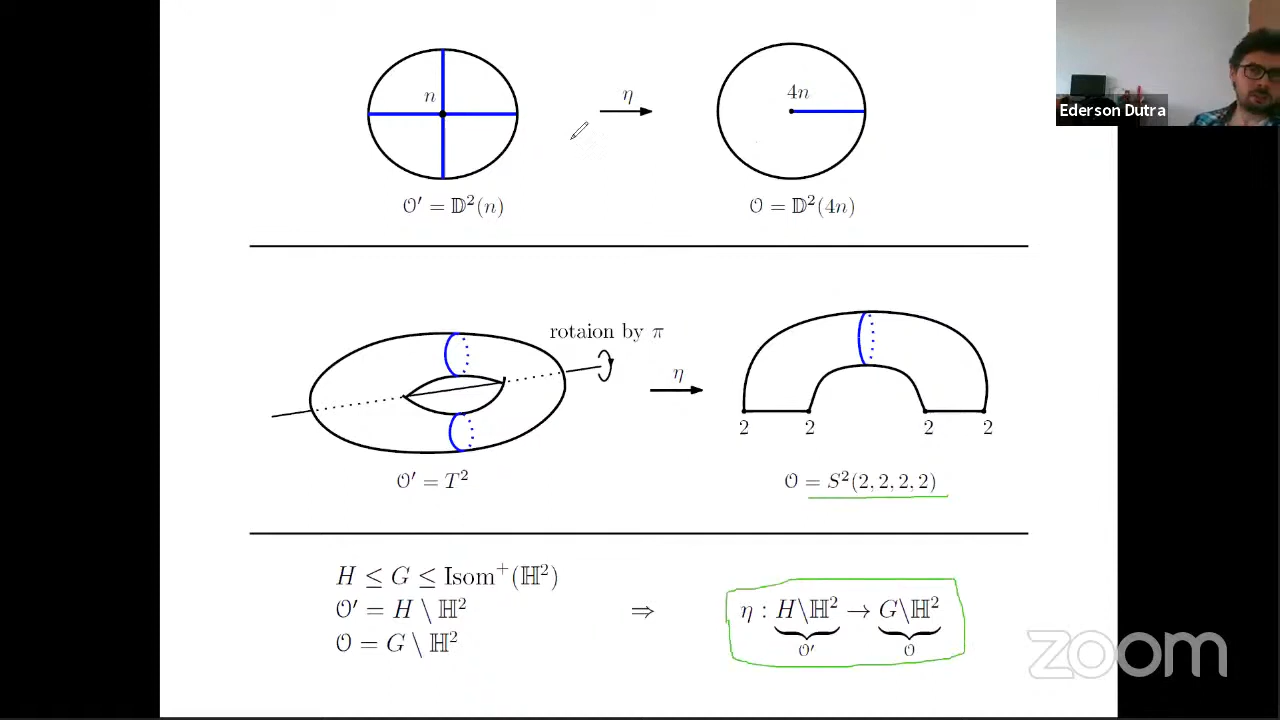 Ederson Dutra
n
η
4n
𝒪′ = 𝔻²(n)
𝒪 = 𝔻²(4n)
rotaion by π
η
2 2 2 2
𝒪′ = T²
𝒪 = S²(2, 2, 2, 2)
H ≤ G ≤ Isom⁺(ℍ²)
𝒪′ = H \ ℍ²
⇒
η : H\ℍ² → G\ℍ²
𝒪′ 𝒪
𝒪 = G \ ℍ²
zoom